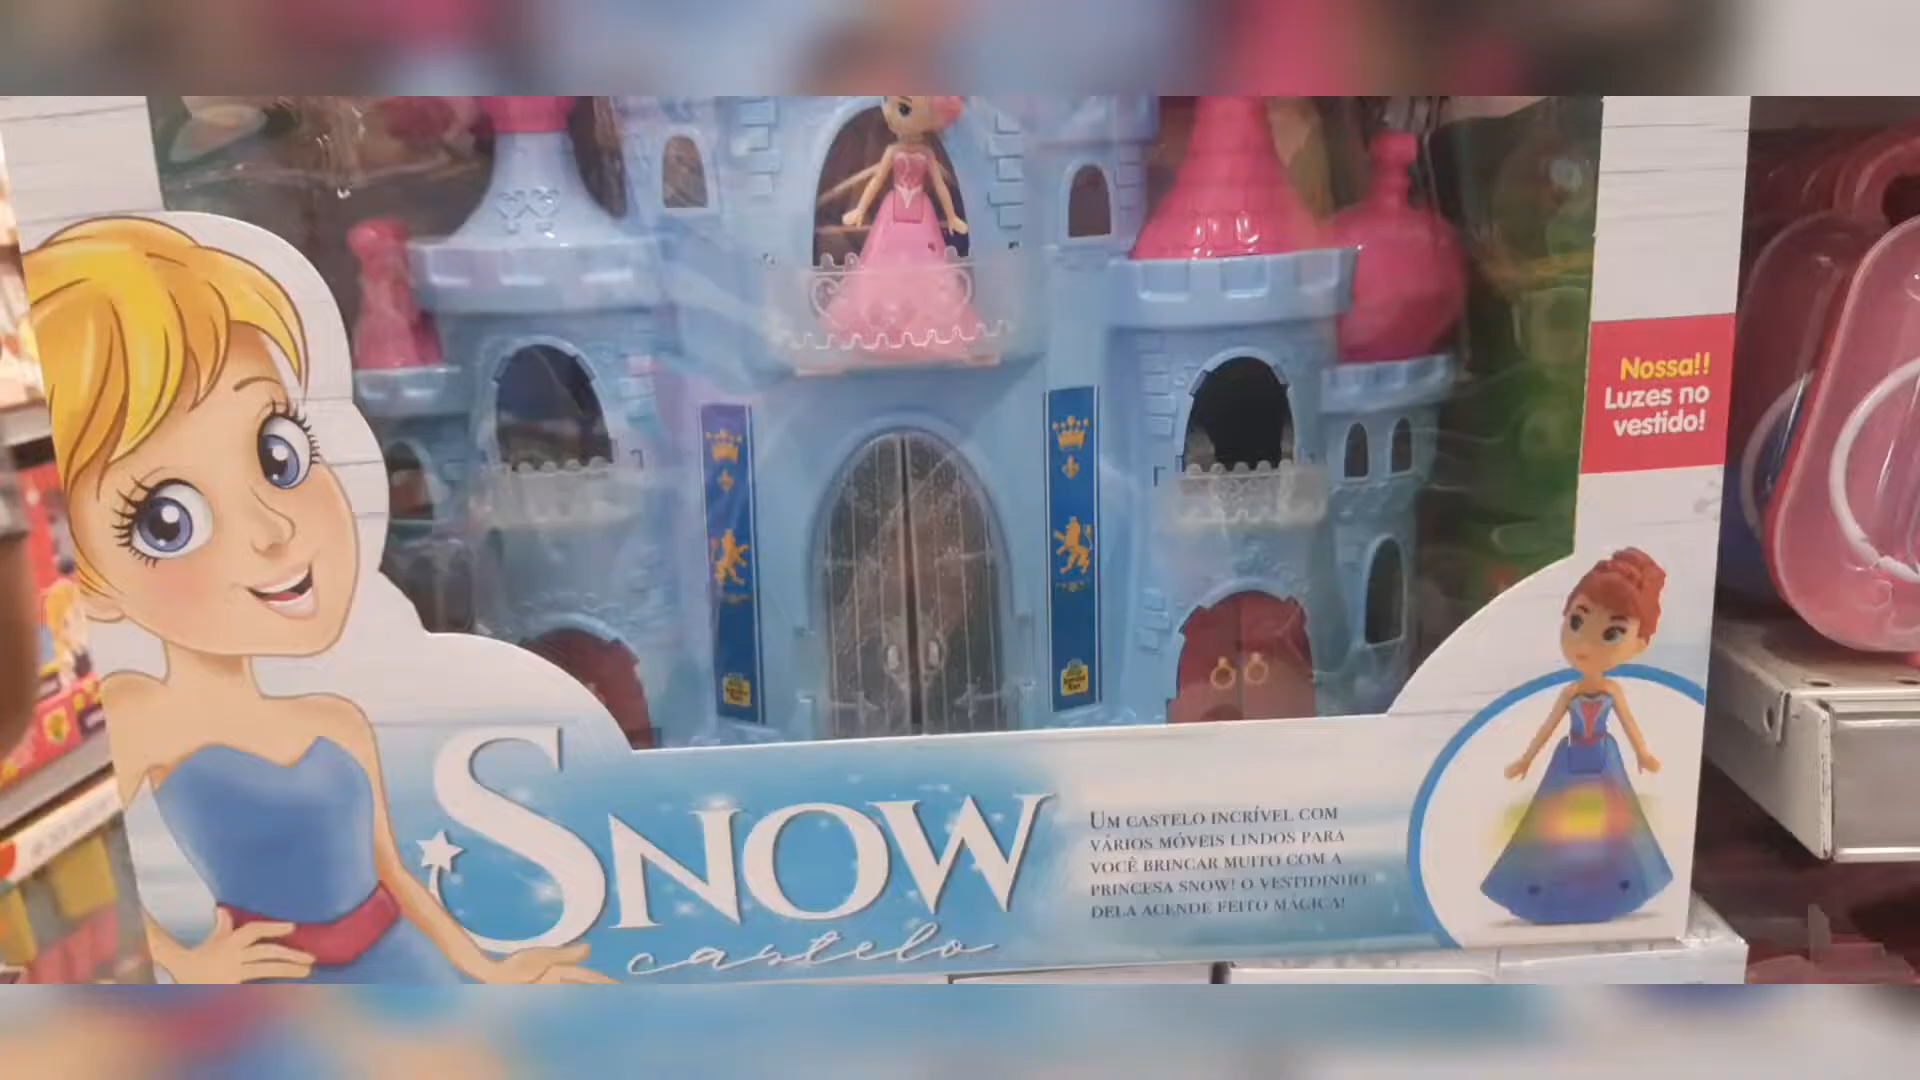 Nossa!!
Luzes no
vestido!
SNOW
castelo
UM CASTELO INCRÍVEL COM
VÁRIOS MÓVEIS LINDOS PARA
VOCÊ BRINCAR MUITO COM A
PRINCESA SNOW! O VESTIDINHO
DELA ACENDE FEITO MÁGICA!